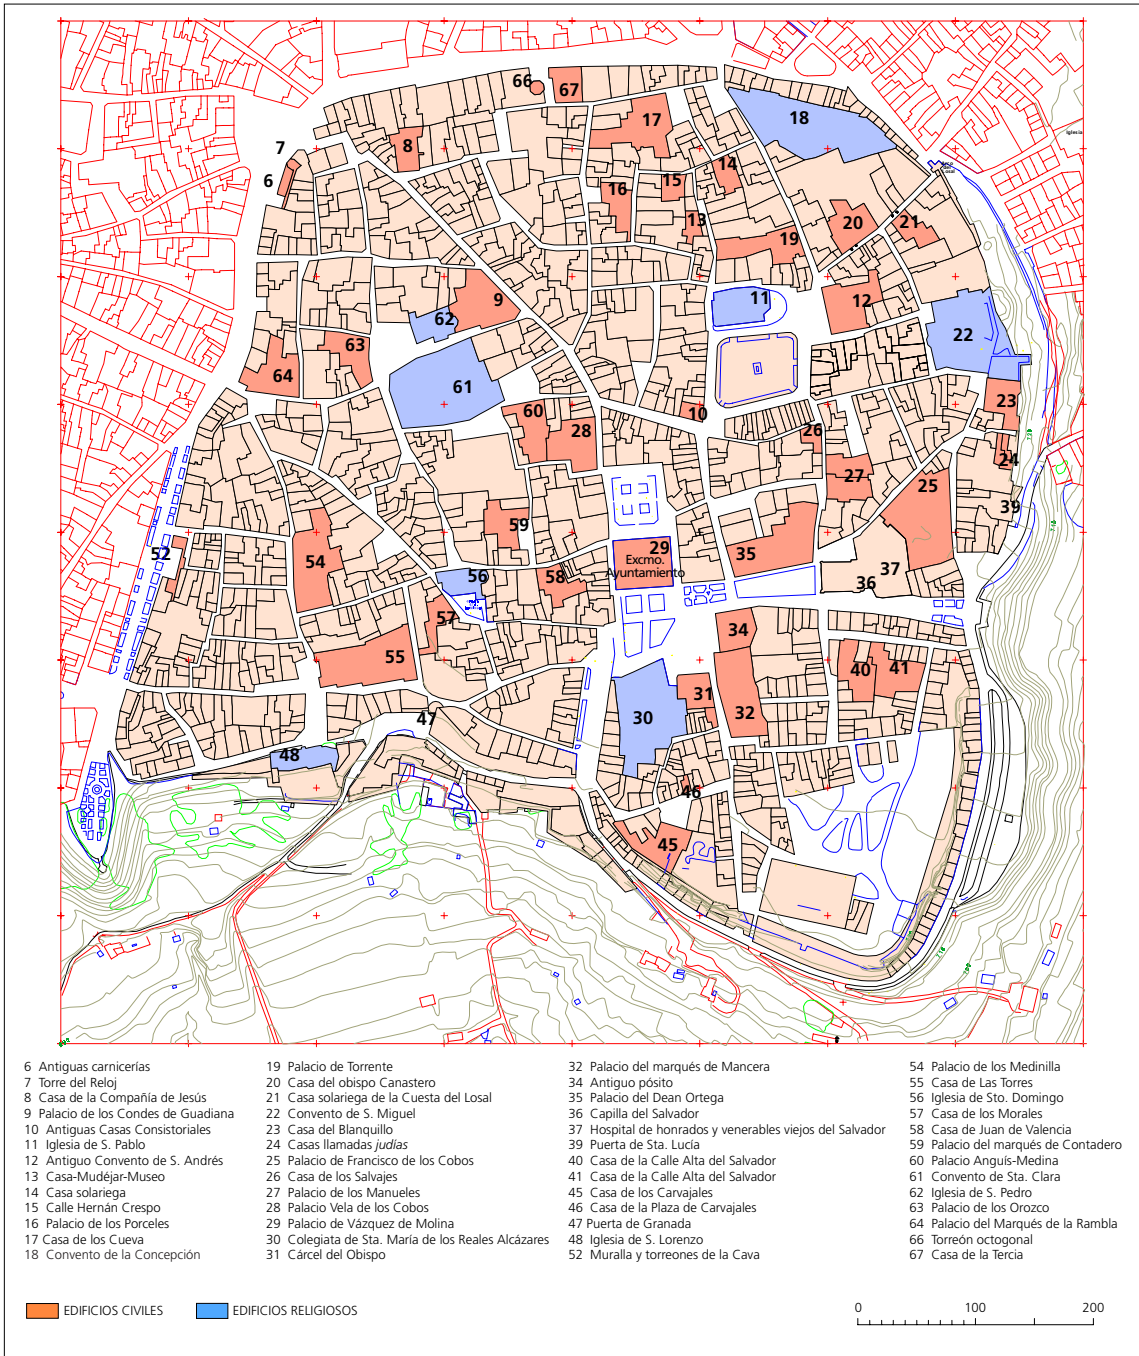 66
67
17
18
7
8
Iglesia
6
14
15
16
13
20
21
19
9
11
12
62
63
22
64
61
23
60
10
28
26
24
27
25
39
59
29
Excmo.
Ayuntamiento
35
52
54
37
56
58
36
57
34
55
40
41
31
30
32
47
48
46
45
6 Antiguas carnicerías
7 Torre del Reloj
8 Casa de la Compañía de Jesús
9 Palacio de los Condes de Guadiana
10 Antiguas Casas Consistoriales
11 Iglesia de S. Pablo
12 Antiguo Convento de S. Andrés
13 Casa-Mudéjar-Museo
14 Casa solariega
15 Calle Hernán Crespo
16 Palacio de los Porceles
17 Casa de los Cueva
18 Convento de la Concepción
19 Palacio de Torrente
20 Casa del obispo Canastero
21 Casa solariega de la Cuesta del Losal
22 Convento de S. Miguel
23 Casa del Blanquillo
24 Casas llamadas judías
25 Palacio de Francisco de los Cobos
26 Casa de los Salvajes
27 Palacio de los Manueles
28 Palacio Vela de los Cobos
29 Palacio de Vázquez de Molina
30 Colegiata de Sta. María de los Reales Alcázares
31 Cárcel del Obispo
32 Palacio del marqués de Mancera
34 Antiguo pósito
35 Palacio del Dean Ortega
36 Capilla del Salvador
37 Hospital de honrados y venerables viejos del Salvador
39 Puerta de Sta. Lucía
40 Casa de la Calle Alta del Salvador
41 Casa de la Calle Alta del Salvador
45 Casa de los Carvajales
46 Casa de la Plaza de Carvajales
47 Puerta de Granada
48 Iglesia de S. Lorenzo
52 Muralla y torreones de la Cava
54 Palacio de los Medinilla
55 Casa de Las Torres
56 Iglesia de Sto. Domingo
57 Casa de los Morales
58 Casa de Juan de Valencia
59 Palacio del marqués de Contadero
60 Palacio Anguís-Medina
61 Convento de Sta. Clara
62 Iglesia de S. Pedro
63 Palacio de los Orozco
64 Palacio del Marqués de la Rambla
66 Torreón octogonal
67 Casa de la Tercia
EDIFICIOS CIVILES
EDIFICIOS RELIGIOSOS
0 100 200